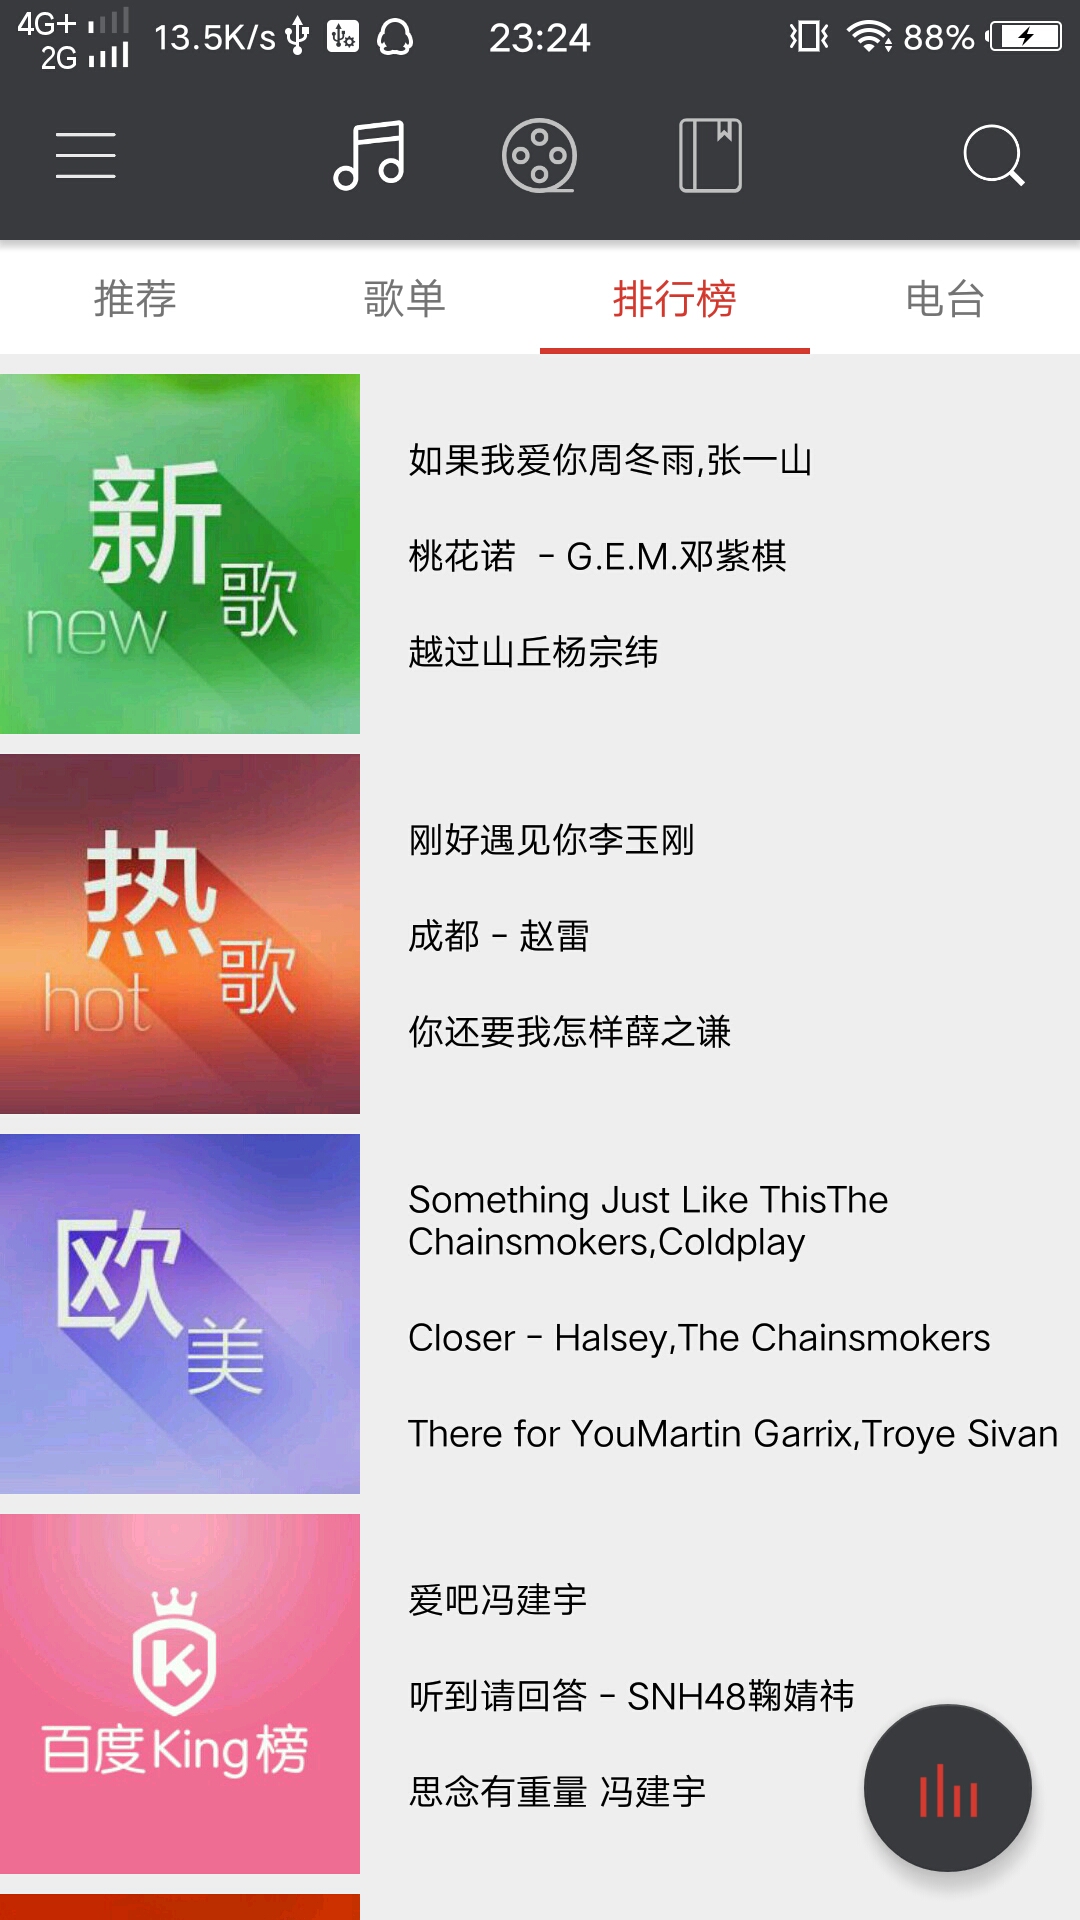 4G+ 13.5K/s 23:24 88%
2G
推荐 歌单 排行榜 电台
新歌
new
如果我爱你周冬雨,张一山
桃花诺 - G.E.M.邓紫棋
越过山丘杨宗纬
热歌
hot
刚好遇见你李玉刚
成都 - 赵雷
你还要我怎样薛之谦
欧美
Something Just Like ThisThe
Chainsmokers,Coldplay
Closer - Halsey,The Chainsmokers
There for YouMartin Garrix,Troye Sivan
K
百度King榜
爱吧冯建宇
听到请回答 - SNH48鞠婧祎
思念有重量 冯建宇